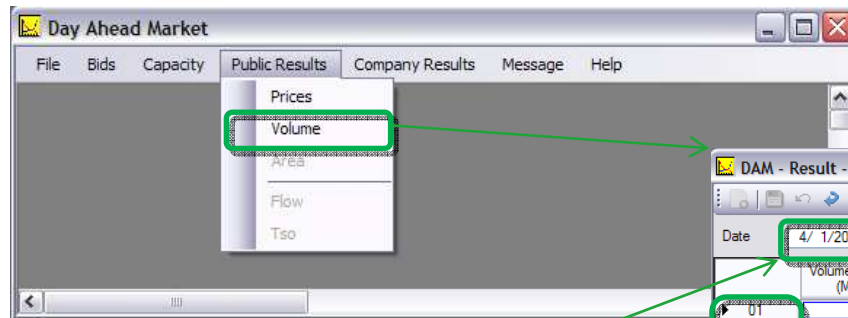 Day Ahead Market
File Bids Capacity Public Results Company Results Message Help
Prices
Volume
Area
Flow
Tso
DAM - Result -
Date 4/ 1/20
Volume
(M
01